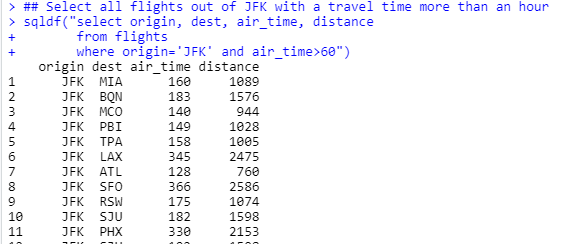 > ## Select all flights out of JFK with a travel time more than an hour
> sqldf("select origin, dest, air_time, distance
+ from flights
+ where origin='JFK' and air_time>60")
origin dest air_time distance
1 JFK MIA 160 1089
2 JFK BQN 183 1576
3 JFK MCO 140 944
4 JFK PBI 149 1028
5 JFK TPA 158 1005
6 JFK LAX 345 2475
7 JFK ATL 128 760
8 JFK SFO 366 2586
9 JFK RSW 175 1074
10 JFK SJU 182 1598
11 JFK PHX 330 2153